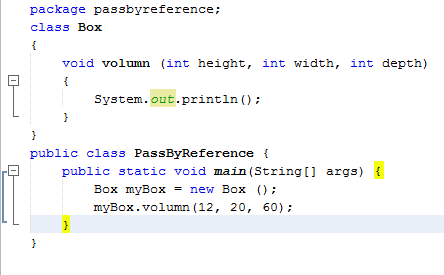 package passbyreference;
class Box
{
void volumn (int height, int width, int depth)
{
System.out.println();
}
}
public class PassByReference {
public static void main(String[] args) {
Box myBox = new Box ();
myBox.volumn(12, 20, 60);
}
}